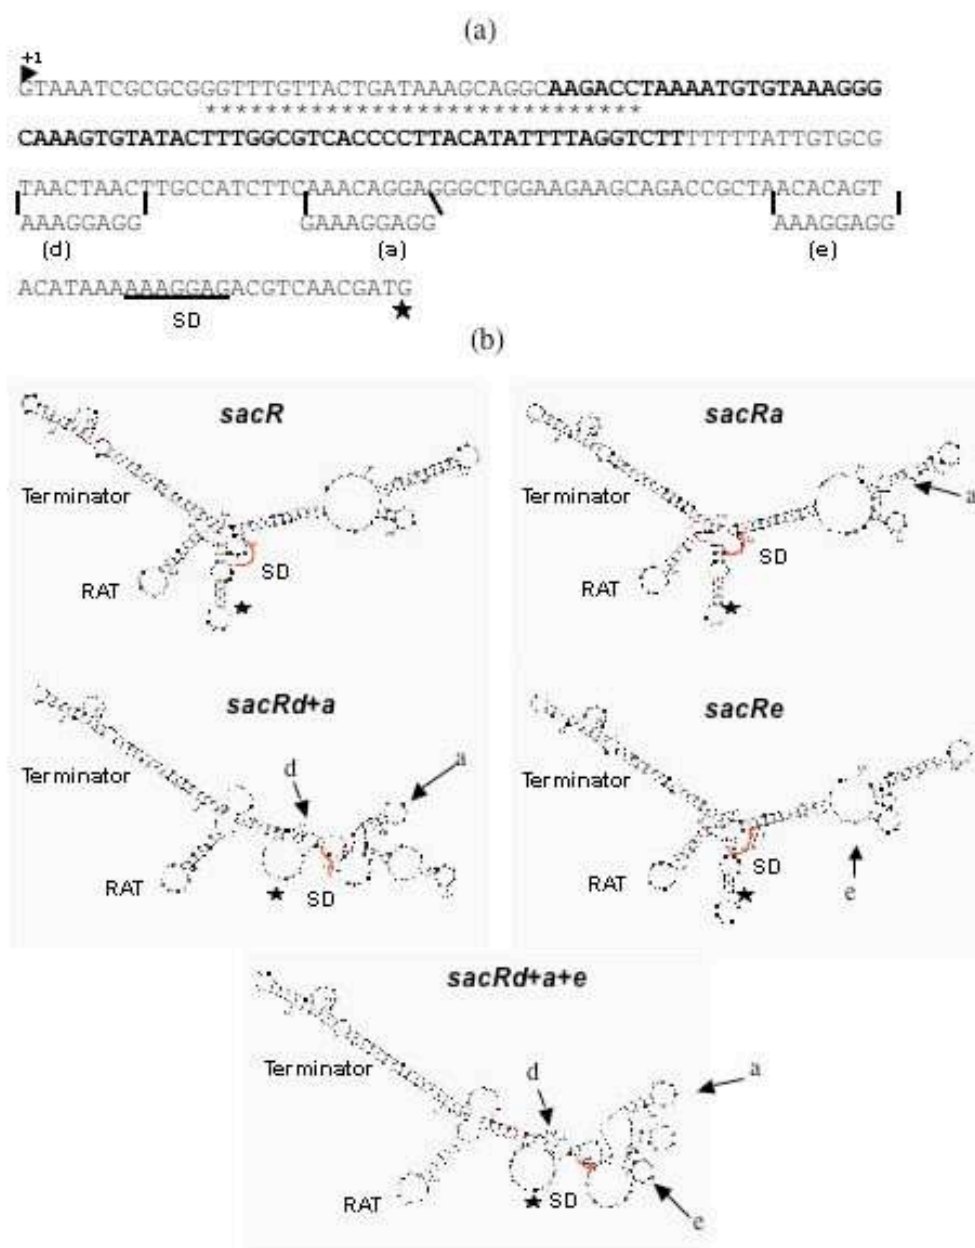 (a)
+1
GTAAATCGCGCGGGTTTGTTACTGATAAAGCAGGCAAGACCTAAAATGTGTAAAGGG
************************
CAAAGTGTATACTTTGGCGTCACCCCTTACATATTTTAGGTCTTTTTTTATTGTGCG
TAACTAACTTGCCATCTTCAAACAGGAGGGCTGGAAGAAGCAGACCGCTAACACAGT
AAAGGAGG GAAAGGAGG AAAGGAGG
(d) (a) (e)
ACATAAAAAAGGAGACGTCAACGATG
SD
(b)
sacR
Terminator
RAT
SD
sacRa
Terminator
RAT
SD
a
sacRd+a
Terminator
RAT
d
SD
a
sacRe
Terminator
RAT
SD
e
sacRd+a+e
Terminator
RAT
d
SD
a
e